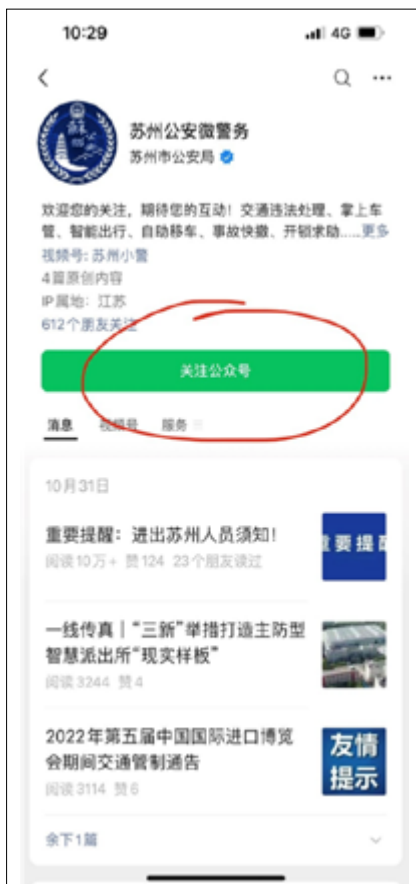 10:29
4G
苏州公安微警务
苏州市公安局
欢迎您的关注，期待您的互动！交通违法处理、掌上车
管、智能出行、自助移车、事故快撤、开锁求助.....更多
视频号: 苏州小警
4篇原创内容
IP属地：江苏
612个朋友关注
关注公众号
消息 视频号 服务
10月31日
重要提醒：进出苏州人员须知！
阅读10万+ 赞124 23个朋友读过
重要提醒
一线传真｜“三新”举措打造主防型
智慧派出所“现实样板”
阅读3244 赞4
2022年第五届中国国际进口博览
会期间交通管制通告
阅读3114 赞6
友情
提示
余下1篇